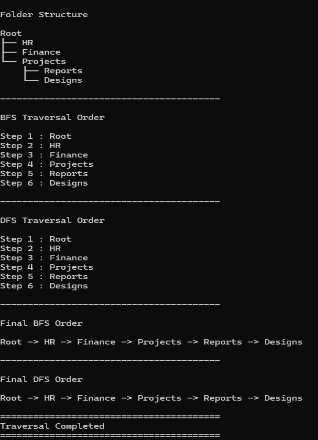 Folder Structure
Root
├── HR
├── Finance
└── Projects
    ├── Reports
    └── Designs
----------------------------------------
BFS Traversal Order
Step 1 : Root
Step 2 : HR
Step 3 : Finance
Step 4 : Projects
Step 5 : Reports
Step 6 : Designs
----------------------------------------
DFS Traversal Order
Step 1 : Root
Step 2 : HR
Step 3 : Finance
Step 4 : Projects
Step 5 : Reports
Step 6 : Designs
----------------------------------------
Final BFS Order
Root -> HR -> Finance -> Projects -> Reports -> Designs
----------------------------------------
Final DFS Order
Root -> HR -> Finance -> Projects -> Reports -> Designs
========================================
Traversal Completed
========================================